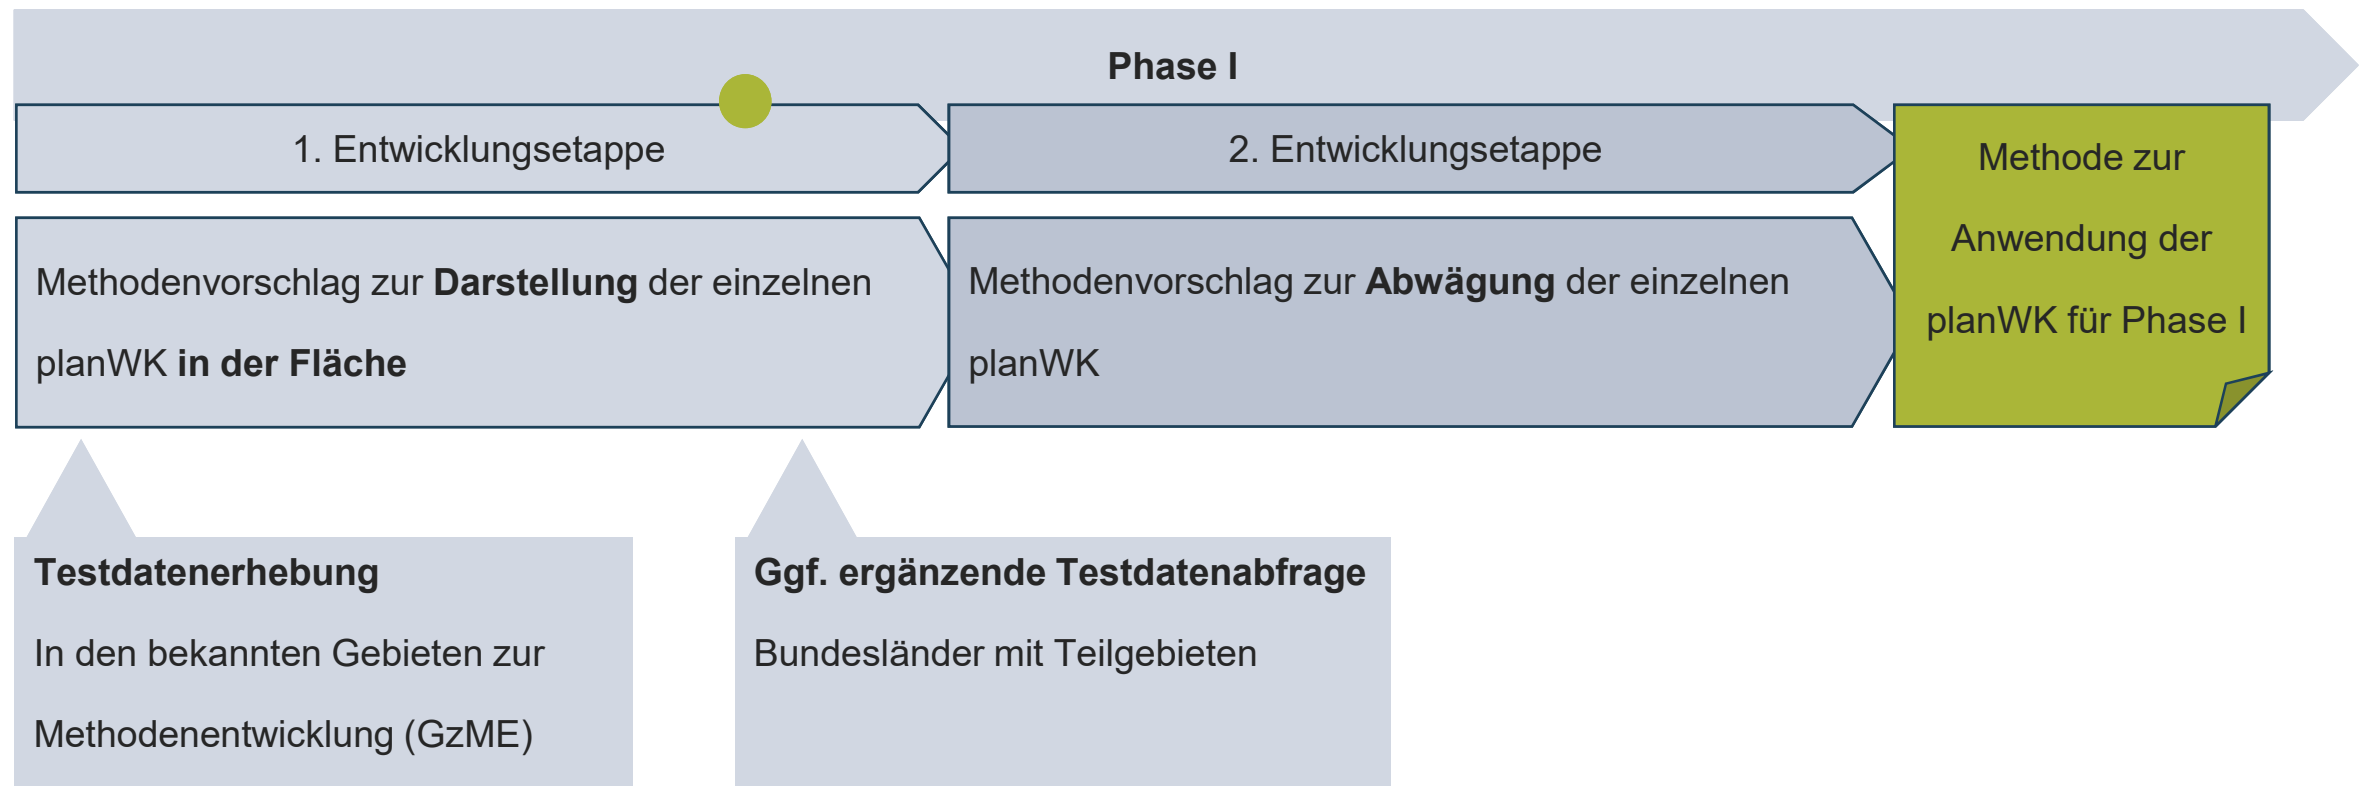 Phase I
1. Entwicklungsetappe
2. Entwicklungsetappe
Methodenvorschlag zur Darstellung der einzelnen
planWK in der Fläche
Methodenvorschlag zur Abwägung der einzelnen
planWK
Methode zur
Anwendung der
planWK für Phase I
Testdatenerhebung
In den bekannten Gebieten zur
Methodenentwicklung (GzME)
Ggf. ergänzende Testdatenabfrage
Bundesländer mit Teilgebieten